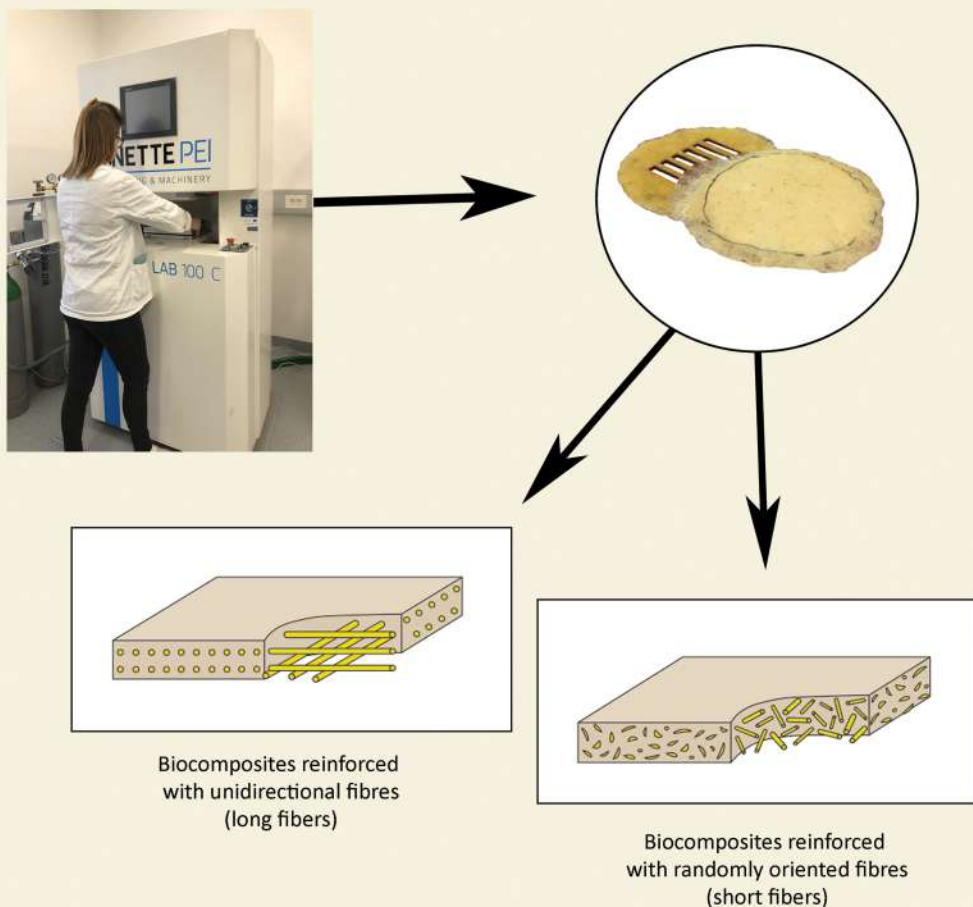 NETTE PEI
& MACHINERY
LAB 100 C
Biocomposites reinforced
with unidirectional fibres
(long fibers)
Biocomposites reinforced
with randomly oriented fibres
(short fibers)